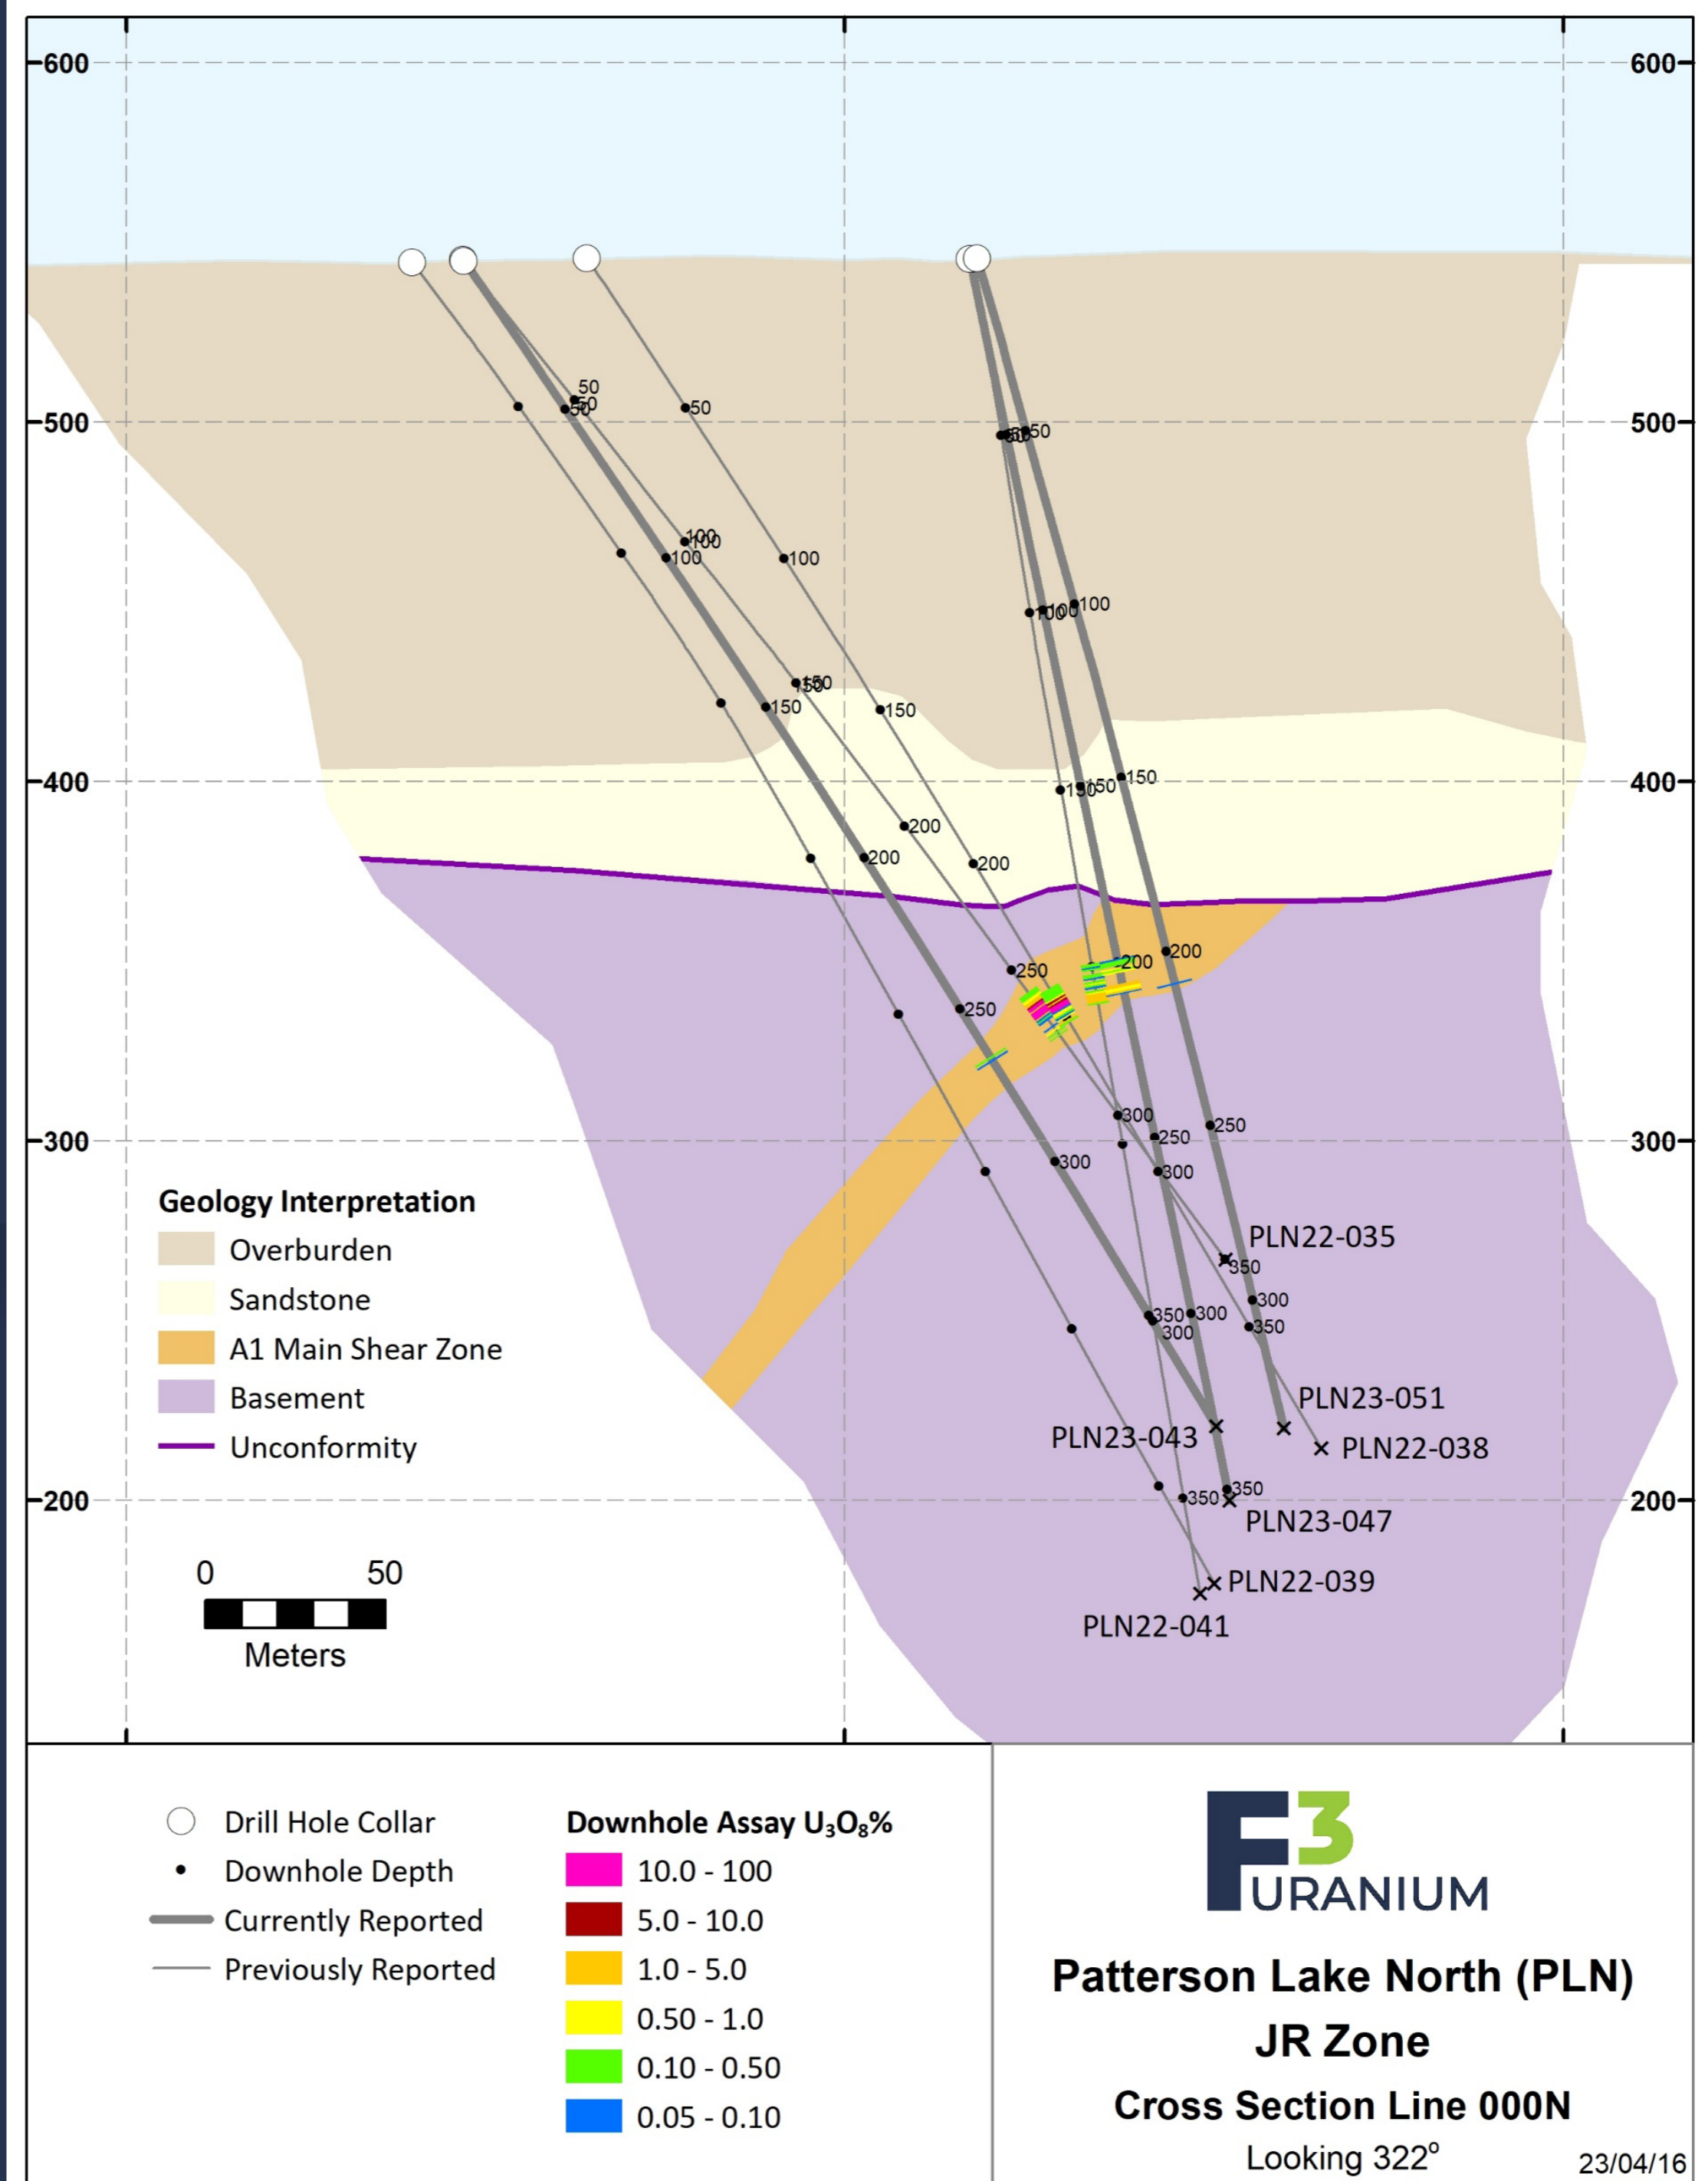 600 600
50
50
50 50
500 500
50 50
100
100
100 100
100 100 100
150
150
150 150
400 150 150 150 400
200
200 200
200 200
250
250
300 250
300 250 300
300 300
PLN22-035
350
300
350 300 350
300
PLN23-051
PLN23-043 PLN22-038
200 350 350 200
PLN23-047
PLN22-039
PLN22-041
Geology Interpretation
Overburden
Sandstone
A1 Main Shear Zone
Basement
Unconformity
0 50
Meters
Drill Hole Collar
Downhole Depth
Currently Reported
Previously Reported
Downhole Assay U₃O₈%
10.0 - 100
5.0 - 10.0
1.0 - 5.0
0.50 - 1.0
0.10 - 0.50
0.05 - 0.10
F3
URANIUM
Patterson Lake North (PLN)
JR Zone
Cross Section Line 000N
Looking 322°
23/04/16